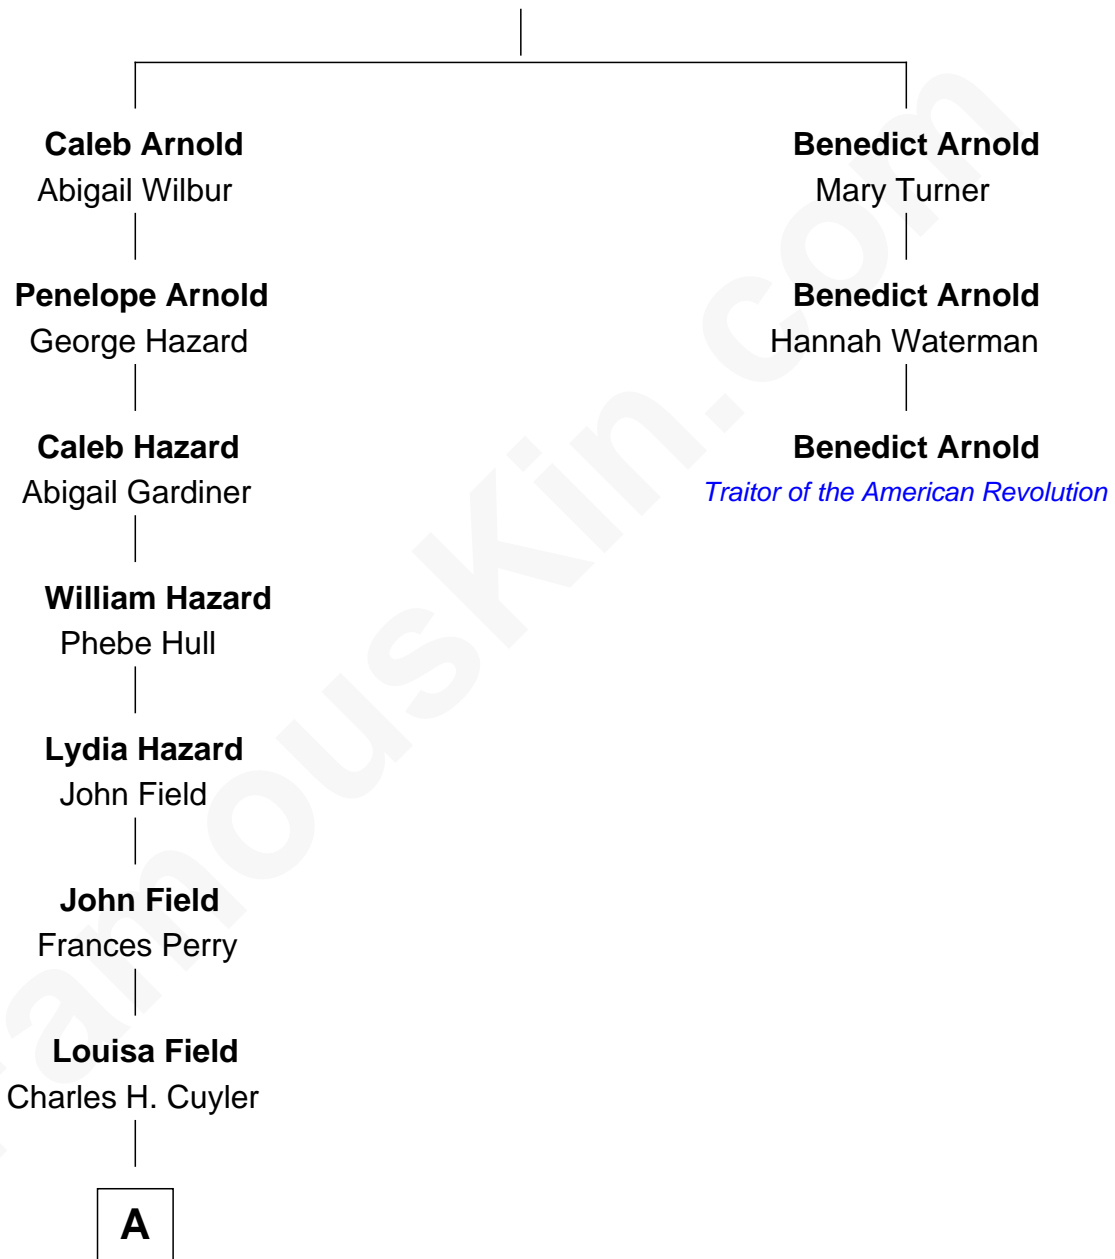 Caleb Arnold
Abigail Wilbur
Benedict Arnold
Mary Turner
Penelope Arnold
George Hazard
Benedict Arnold
Hannah Waterman
Caleb Hazard
Abigail Gardiner
Benedict Arnold
Traitor of the American Revolution
William Hazard
Phebe Hull
Lydia Hazard
John Field
John Field
Frances Perry
Louisa Field
Charles H. Cuyler
A
FamousKin.com